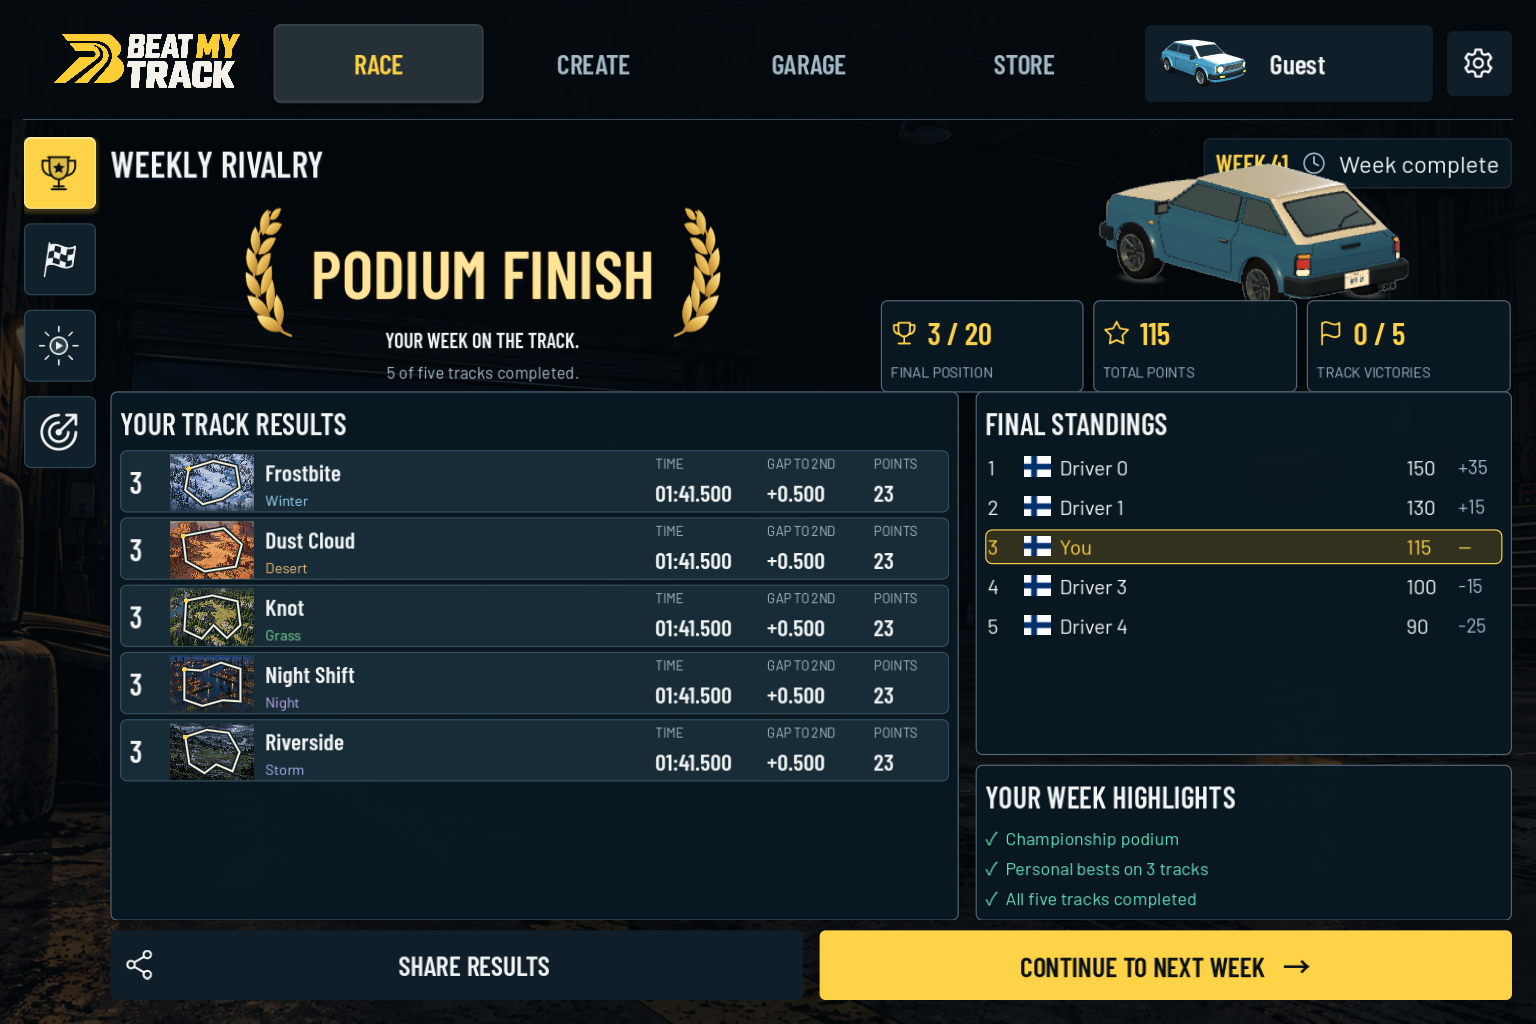 BEAT MY
TRACK
RACE
CREATE
GARAGE
STORE
Guest
WEEKLY RIVALRY
WEEK 41
Week complete
PODIUM FINISH
YOUR WEEK ON THE TRACK.
5 of five tracks completed.
3 / 20
FINAL POSITION
115
TOTAL POINTS
0 / 5
TRACK VICTORIES
YOUR TRACK RESULTS
3 Frostbite Winter TIME 01:41.500 GAP TO 2ND +0.500 POINTS 23
3 Dust Cloud Desert TIME 01:41.500 GAP TO 2ND +0.500 POINTS 23
3 Knot Grass TIME 01:41.500 GAP TO 2ND +0.500 POINTS 23
3 Night Shift Night TIME 01:41.500 GAP TO 2ND +0.500 POINTS 23
3 Riverside Storm TIME 01:41.500 GAP TO 2ND +0.500 POINTS 23
FINAL STANDINGS
1 Driver 0 150 +35
2 Driver 1 130 +15
3 You 115 –
4 Driver 3 100 -15
5 Driver 4 90 -25
YOUR WEEK HIGHLIGHTS
✓ Championship podium
✓ Personal bests on 3 tracks
✓ All five tracks completed
SHARE RESULTS
CONTINUE TO NEXT WEEK →